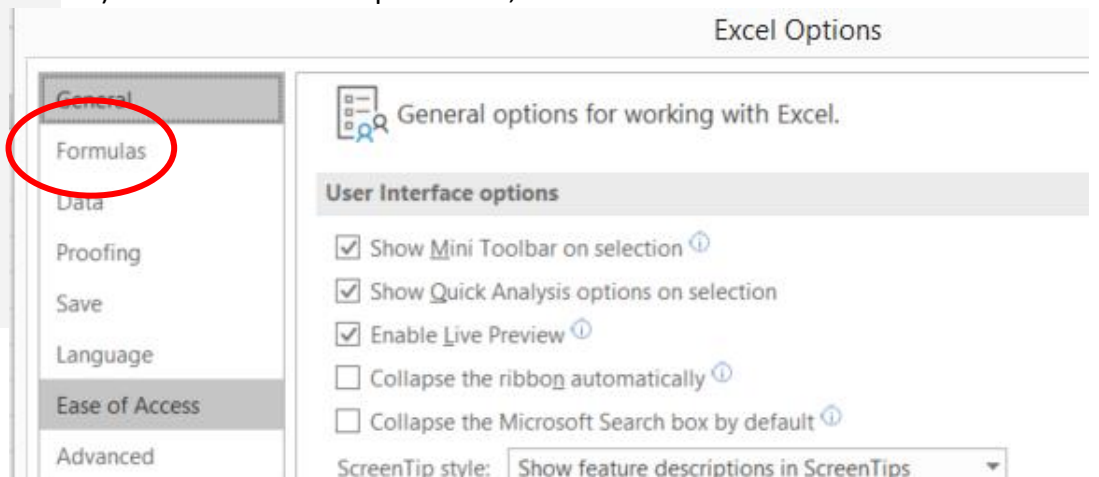 Excel Options
General
Formulas
Data
Proofing
Save
Language
Ease of Access
Advanced
General options for working with Excel.
User Interface options
Show Mini Toolbar on selection
Show Quick Analysis options on selection
Enable Live Preview
Collapse the ribbon automatically
Collapse the Microsoft Search box by default
ScreenTip style: Show feature descriptions in ScreenTips